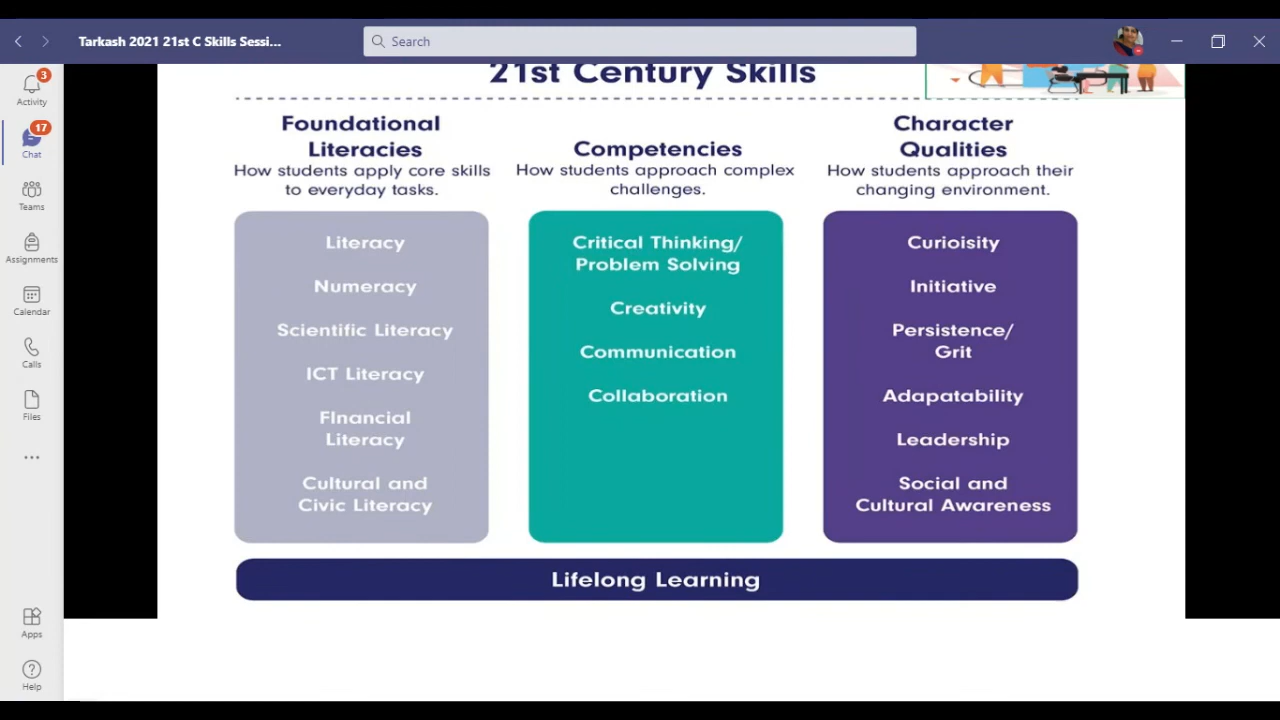 Tarkash 2021 21st C Skills Sessi...
Search
3
Activity
17
Chat
Teams
Assignments
Calendar
Calls
Files
Apps
Help
21st Century Skills
Foundational
Literacies
How students apply core skills
to everyday tasks.
Literacy
Numeracy
Scientific Literacy
ICT Literacy
FInancial
Literacy
Cultural and
Civic Literacy
Competencies
How students approach complex
challenges.
Critical Thinking/
Problem Solving
Creativity
Communication
Collaboration
Character
Qualities
How students approach their
changing environment.
Curioisity
Initiative
Persistence/
Grit
Adapatability
Leadership
Social and
Cultural Awareness
Lifelong Learning